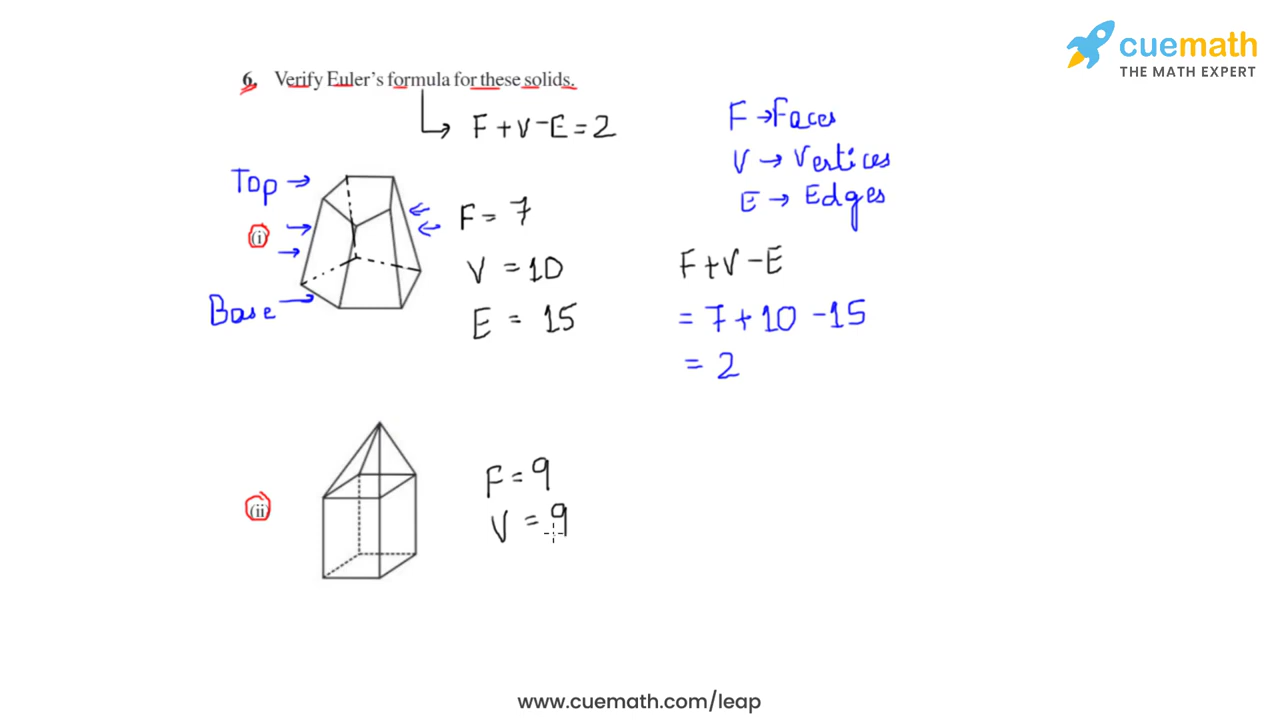 cuemath
THE MATH EXPERT
6. Verify Euler's formula for these solids.
F + V - E = 2
F → Faces
V → Vertices
E → Edges
Top →
(i)
Base →
F = 7
V = 10
E = 15
F + V - E
= 7 + 10 - 15
= 2
(ii)
F = 9
V = 9
www.cuemath.com/leap